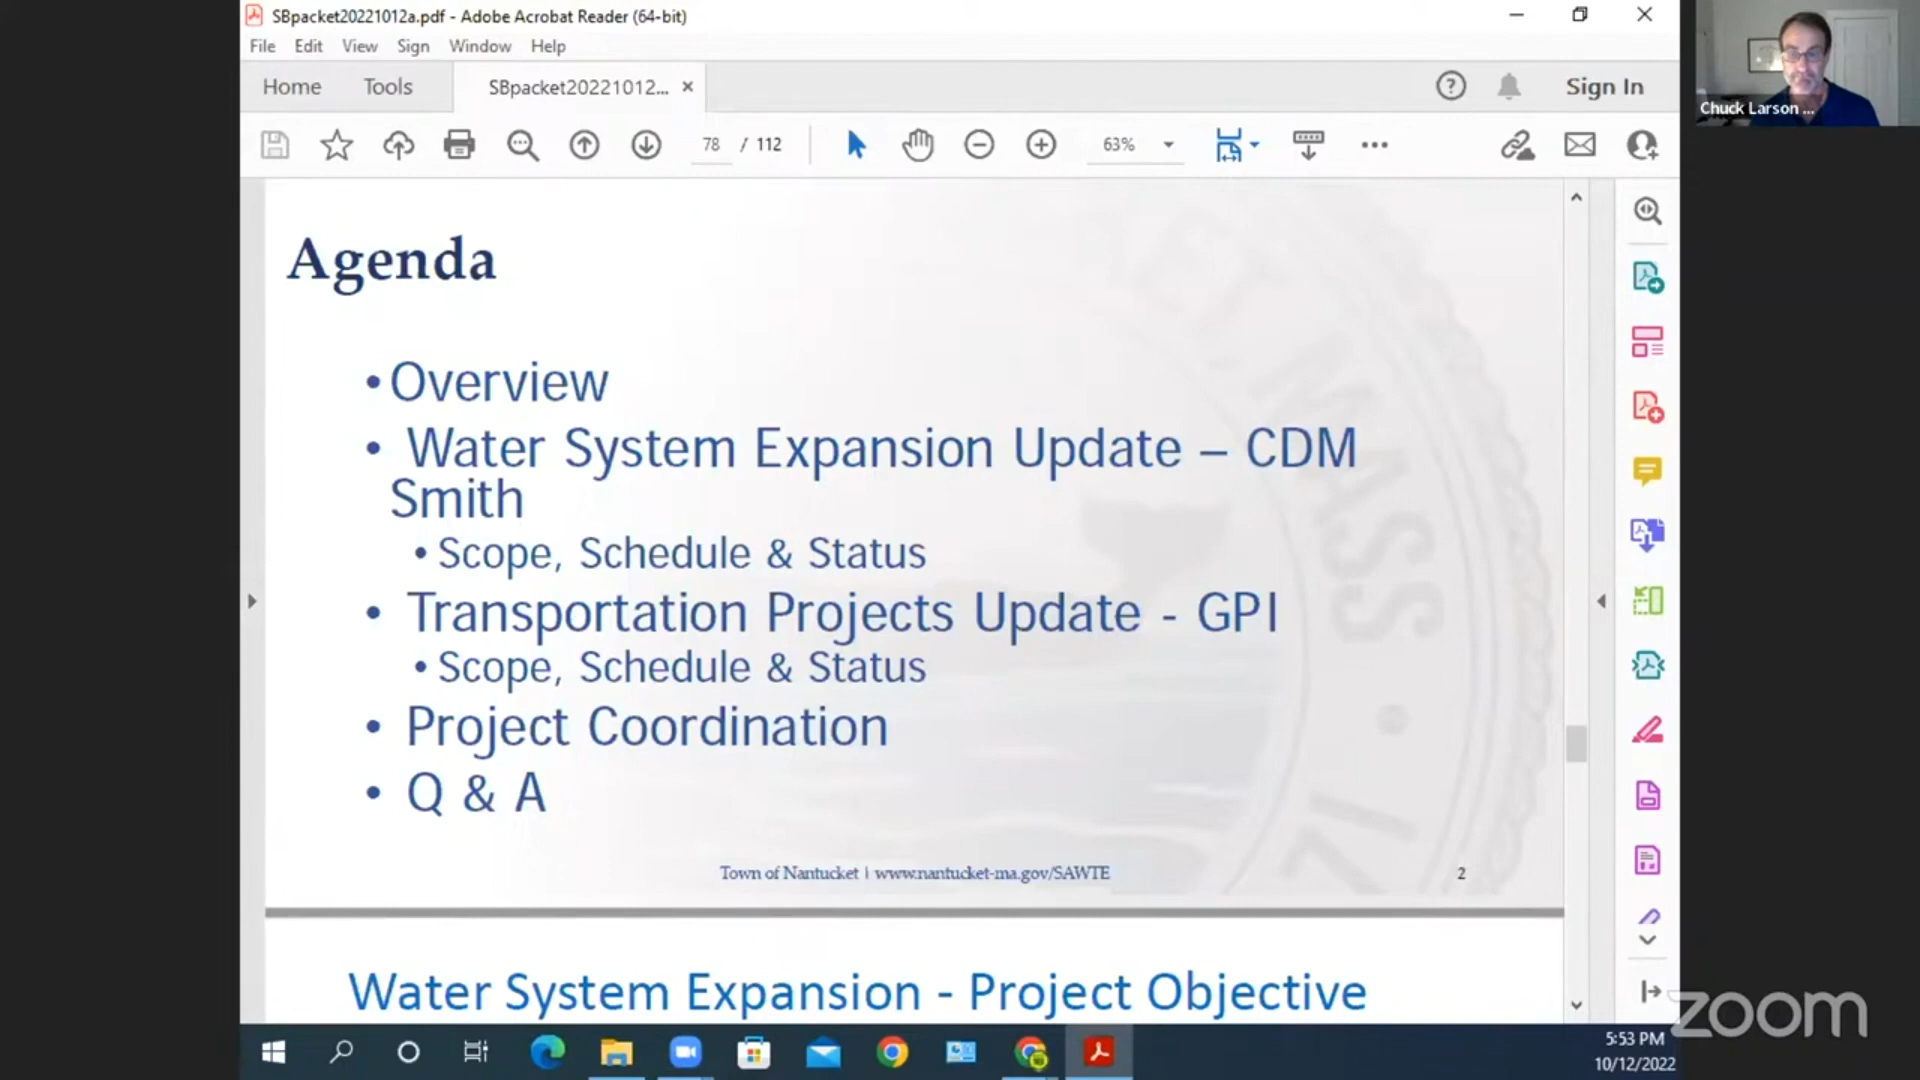 SBpacket20221012a.pdf - Adobe Acrobat Reader (64-bit)
File Edit View Sign Window Help
Home Tools SBpacket20221012... × Sign In
78 / 112 63%
Chuck Larson ...
Agenda
• Overview
• Water System Expansion Update – CDM
Smith
• Scope, Schedule & Status
• Transportation Projects Update - GPI
• Scope, Schedule & Status
• Project Coordination
• Q & A
Town of Nantucket | www.nantucket-ma.gov/SAWTE 2
MASS
Water System Expansion - Project Objective
zoom
5:53 PM
10/12/2022